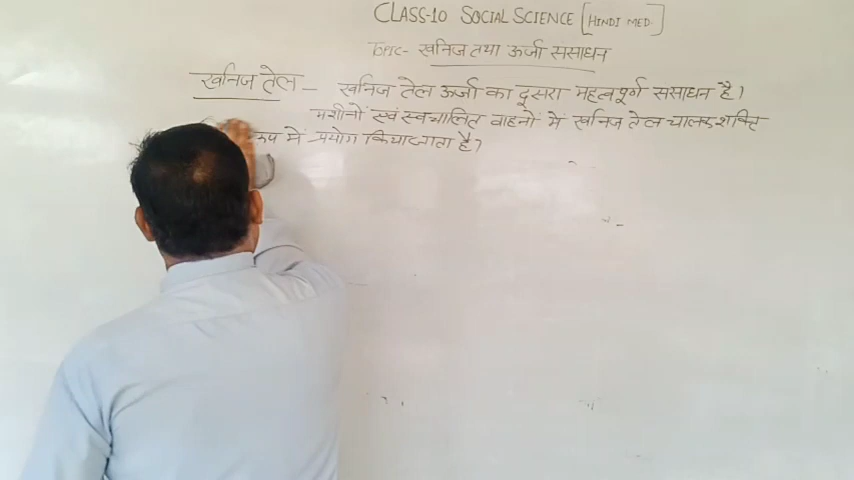 CLASS-10 SOCIAL SCIENCE [HINDI MED.]
TOPIC- खनिज तथा ऊर्जा संसाधन
खनिज तेल - खनिज तेल ऊर्जा का दूसरा महत्वपूर्ण संसाधन है।
मशीनों एवं स्वचालित वाहनों में खनिज तेल चालक शक्ति
रूप में प्रयोग किया जाता है।